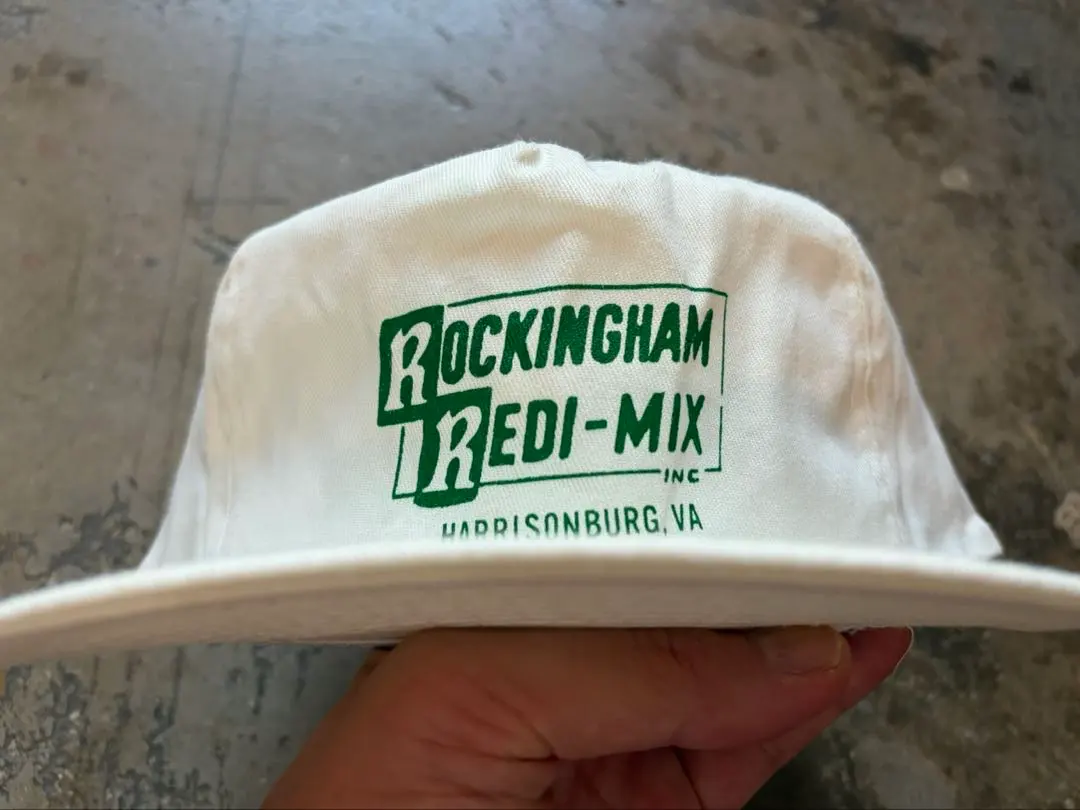 ROCKINGHAM
REDI-MIX
INC
HARRISONBURG, VA